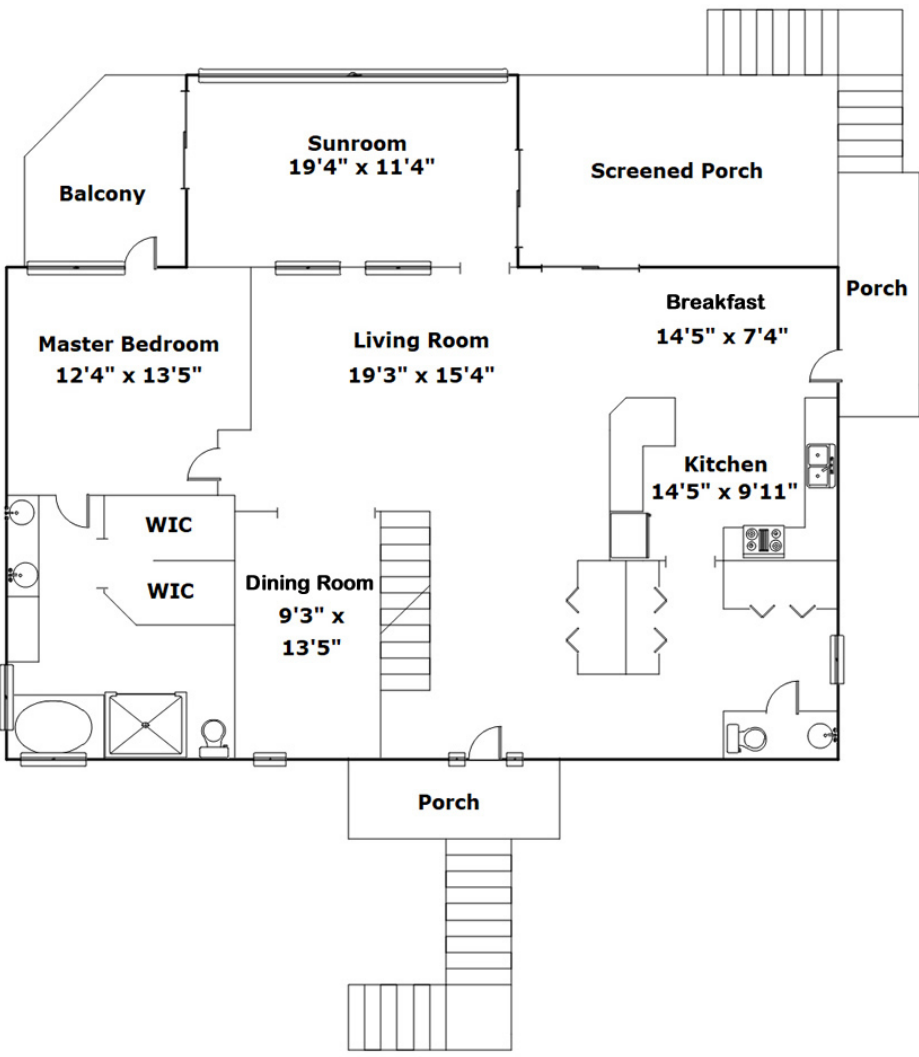 Sunroom
19'4" x 11'4"
Screened Porch
Balcony
Porch
Breakfast
14'5" x 7'4"
Master Bedroom
12'4" x 13'5"
Living Room
19'3" x 15'4"
Kitchen
14'5" x 9'11"
WIC
WIC
Dining Room
9'3" x
13'5"
Porch